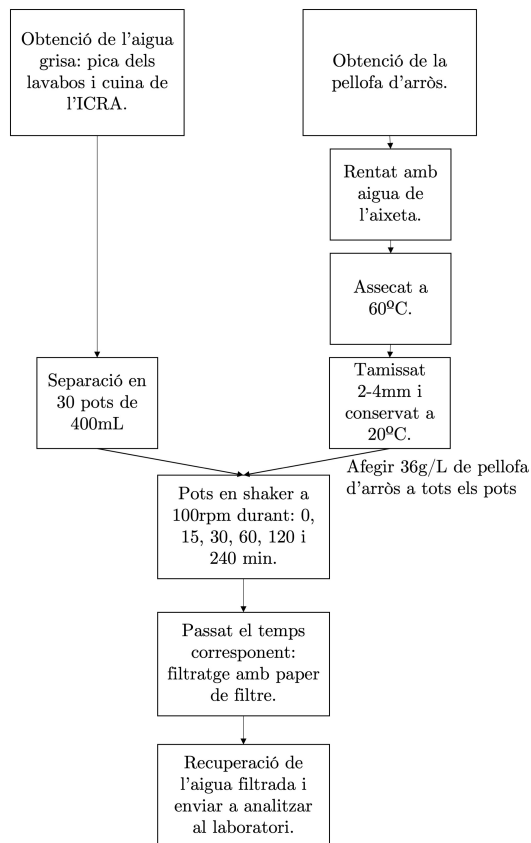 Obtenció de l'aigua
grisa: pica dels
lavabos i cuina de
l'ICRA.
Obtenció de la
pellofa d'arròs.
Rentat amb
aigua de
l'aixeta.
Assecat a
60ºC.
Separació en
30 pots de
400mL
Tamissat
2-4mm i
conservat a
20ºC.
Afegir 36g/L de pellofa
d'arròs a tots els pots
Pots en shaker a
100rpm durant: 0,
15, 30, 60, 120 i
240 min.
Passat el temps
corresponent:
filtratge amb paper
de filtre.
Recuperació de
l'aigua filtrada i
enviar a analitzar
al laboratori.